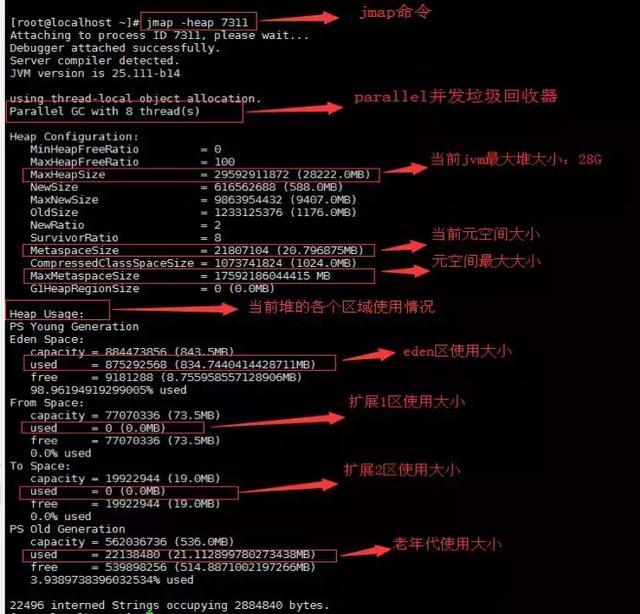 [root@localhost ~]# jmap -heap 7311
jmap命令
Attaching to process ID 7311, please wait...
Debugger attached successfully.
Server compiler detected.
JVM version is 25.111-b14
using thread-local object allocation.
Parallel GC with 8 thread(s)
parallel并发垃圾回收器
Heap Configuration:
MinHeapFreeRatio = 0
MaxHeapFreeRatio = 100
MaxHeapSize = 29592911872 (28222.0MB)
当前jvm最大堆大小：28G
NewSize = 616562688 (588.0MB)
MaxNewSize = 9863954432 (9407.0MB)
OldSize = 1233125376 (1176.0MB)
NewRatio = 2
SurvivorRatio = 8
MetaspaceSize = 21807104 (20.796875MB)
当前元空间大小
CompressedClassSpaceSize = 1073741824 (1024.0MB)
MaxMetaspaceSize = 17592186044415 MB
元空间最大大小
G1HeapRegionSize = 0 (0.0MB)
Heap Usage:
当前堆的各个区域使用情况
PS Young Generation
Eden Space:
capacity = 884473856 (843.5MB)
used = 875292568 (834.7440414428711MB)
eden区使用大小
free = 9181288 (8.755958557128906MB)
98.96194919299005% used
From Space:
capacity = 77070336 (73.5MB)
used = 0 (0.0MB)
扩展1区使用大小
free = 77070336 (73.5MB)
0.0% used
To Space:
capacity = 19922944 (19.0MB)
used = 0 (0.0MB)
扩展2区使用大小
free = 19922944 (19.0MB)
0.0% used
PS Old Generation
capacity = 562036736 (536.0MB)
used = 22138480 (21.112899780273438MB)
老年代使用大小
free = 539898256 (514.8871002197266MB)
3.9389738396032534% used
22496 interned Strings occupying 2884840 bytes.